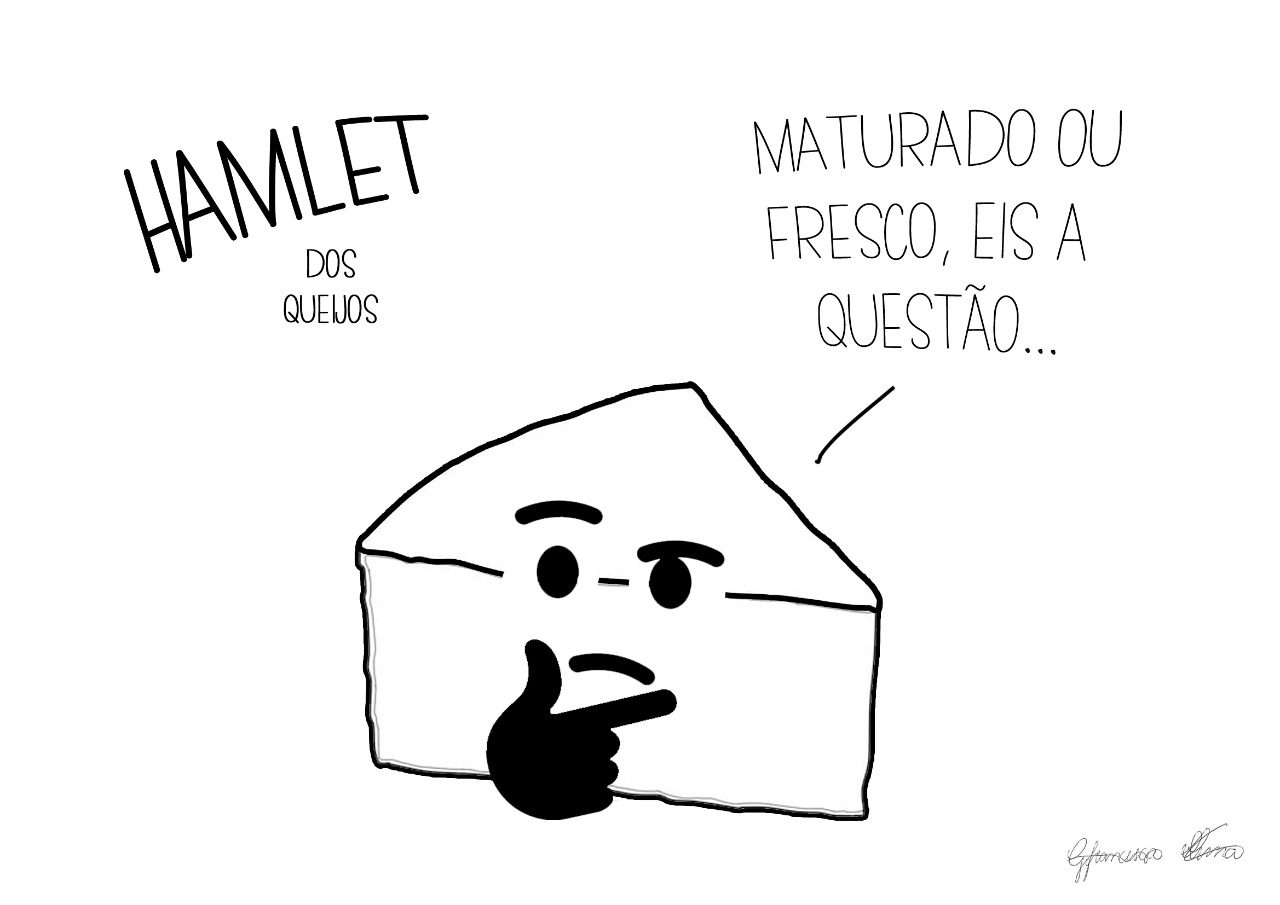 HAMLET
DOS
QUEIJOS
MATURADO OU
FRESCO, EIS A
QUESTÃO...